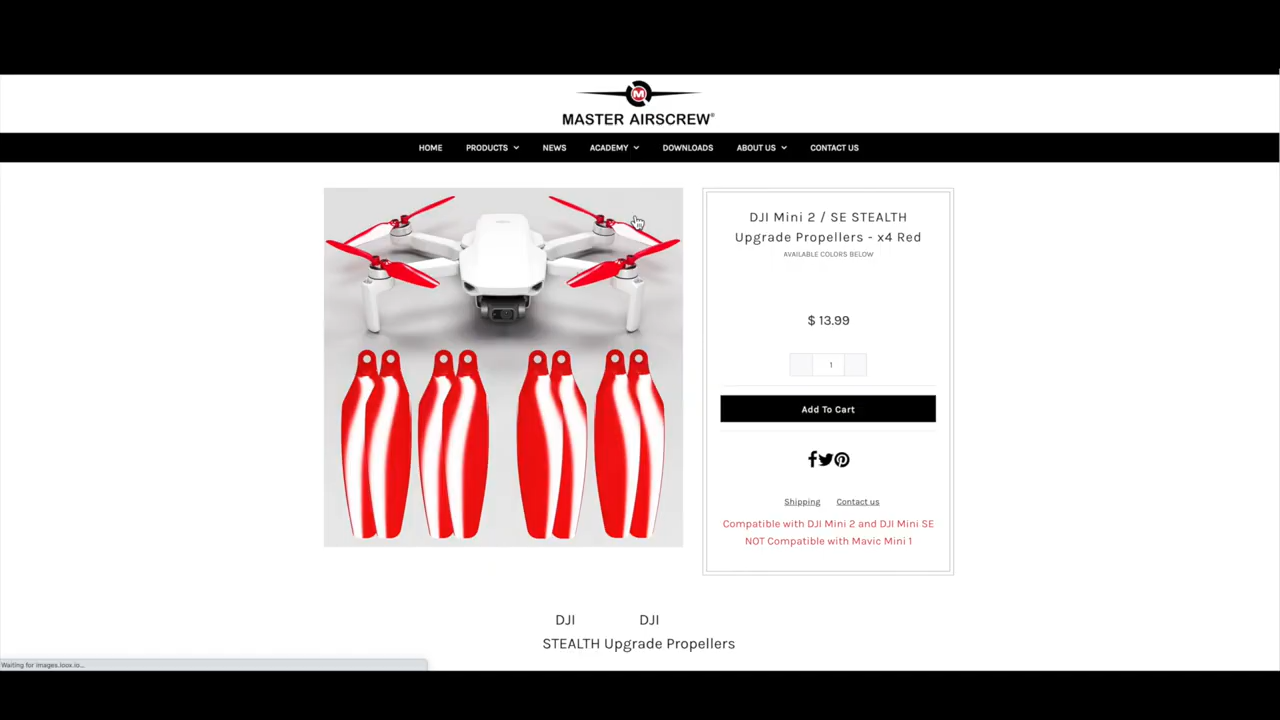 M
MASTER AIRSCREW®
HOME PRODUCTS NEWS ACADEMY DOWNLOADS ABOUT US CONTACT US
DJI Mini 2 / SE STEALTH
Upgrade Propellers - x4 Red
AVAILABLE COLORS BELOW
$ 13.99
1
Add To Cart
Shipping Contact us
Compatible with DJI Mini 2 and DJI Mini SE
NOT Compatible with Mavic Mini 1
DJI DJI
STEALTH Upgrade Propellers
Waiting for images.loox.io...